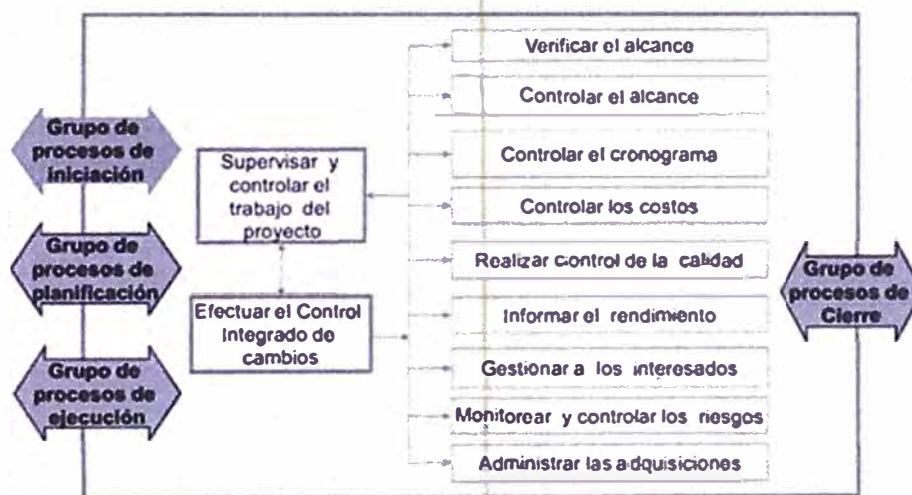 Grupo de
procesos de
iniciación
Grupo de
procesos de
planificación
Grupo de
procesos de
ejecución
Supervisar y
controlar el
trabajo del
proyecto
Efectuar el Control
Integrado de
cambios
Verificar el alcance
Controlar el alcance
Controlar el cronograma
Controlar los costos
Realizar control de la calidad
Informar el rendimiento
Gestionar a los interesados
Monitorear y controlar los riesgos
Administrar las adquisiciones
Grupo de
procesos de
Cierre